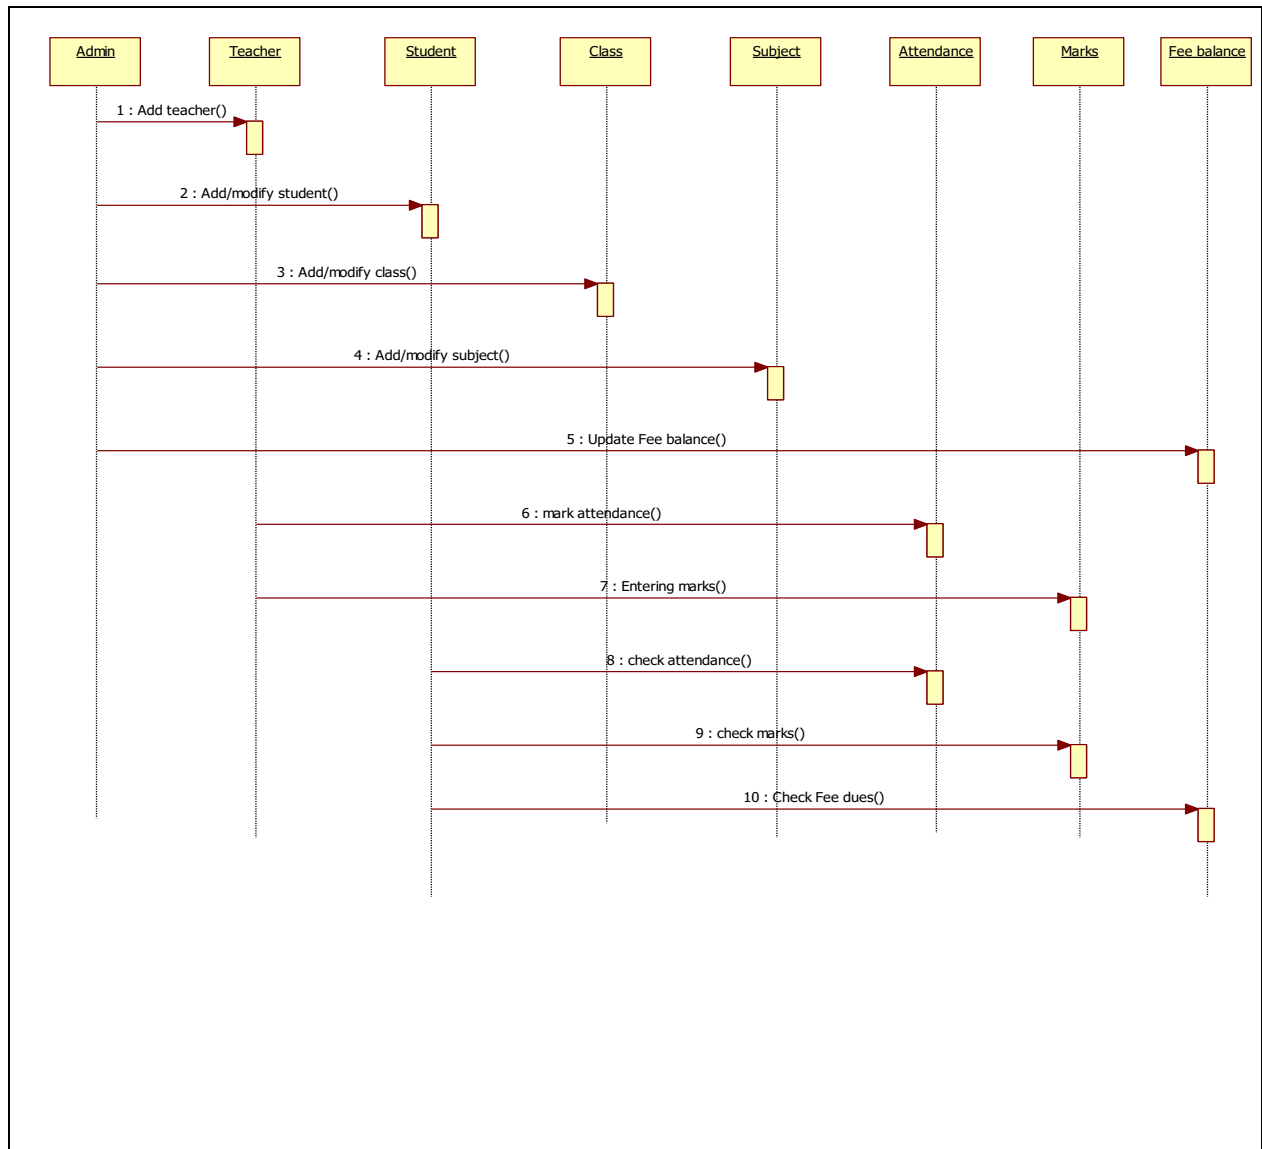 Admin
Teacher
Student
Class
Subject
Attendance
Marks
Fee balance
1 : Add teacher()
2 : Add/modify student()
3 : Add/modify class()
4 : Add/modify subject()
5 : Update Fee balance()
6 : mark attendance()
7 : Entering marks()
8 : check attendance()
9 : check marks()
10 : Check Fee dues()